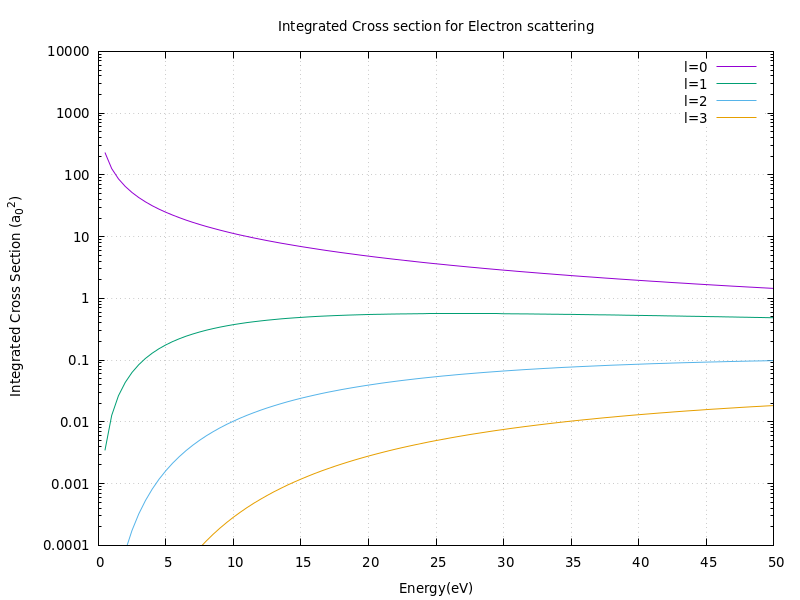 Integrated Cross section for Electron scattering
10000
1000
100
10
1
0.1
0.01
0.001
0.0001
Integrated Cross Section (a₀²)
l=0
l=1
l=2
l=3
0 5 10 15 20 25 30 35 40 45 50
Energy(eV)